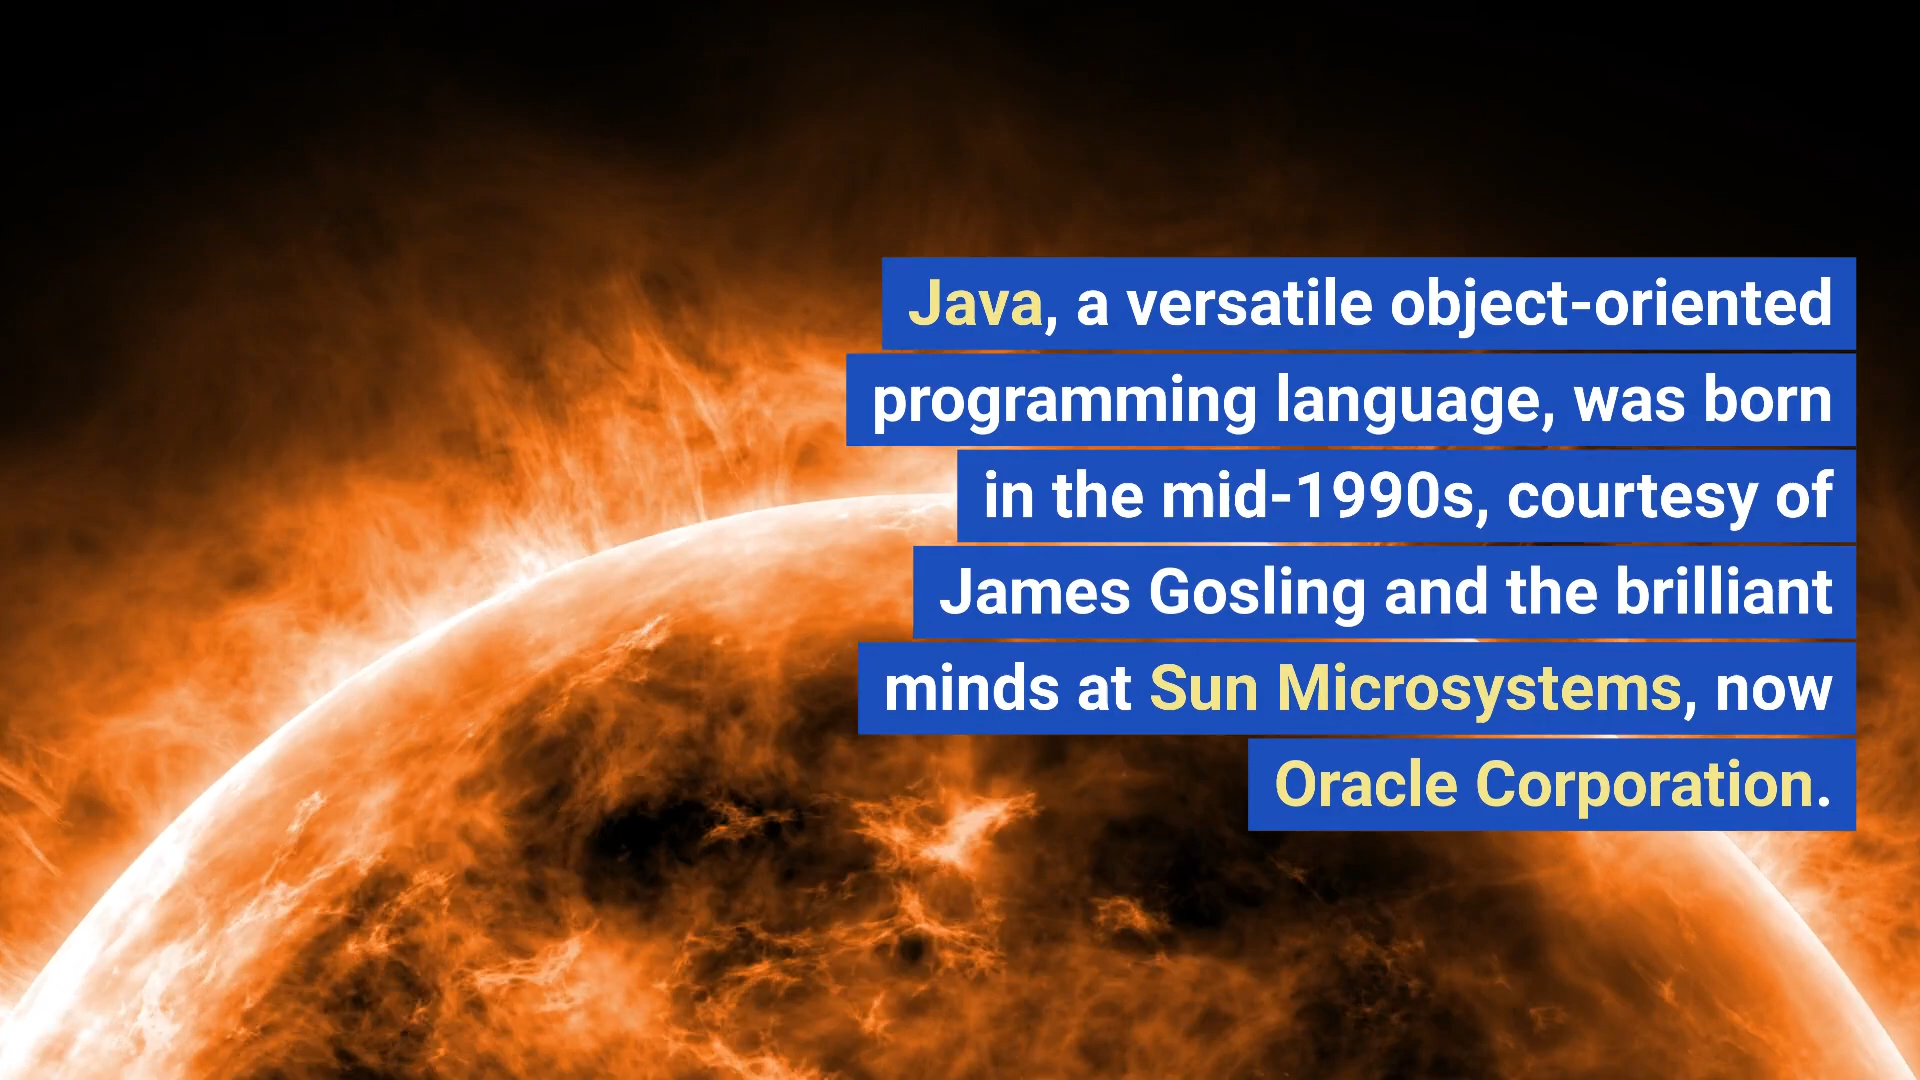 Java, a versatile object-oriented
programming language, was born
in the mid-1990s, courtesy of
James Gosling and the brilliant
minds at Sun Microsystems, now
Oracle Corporation.